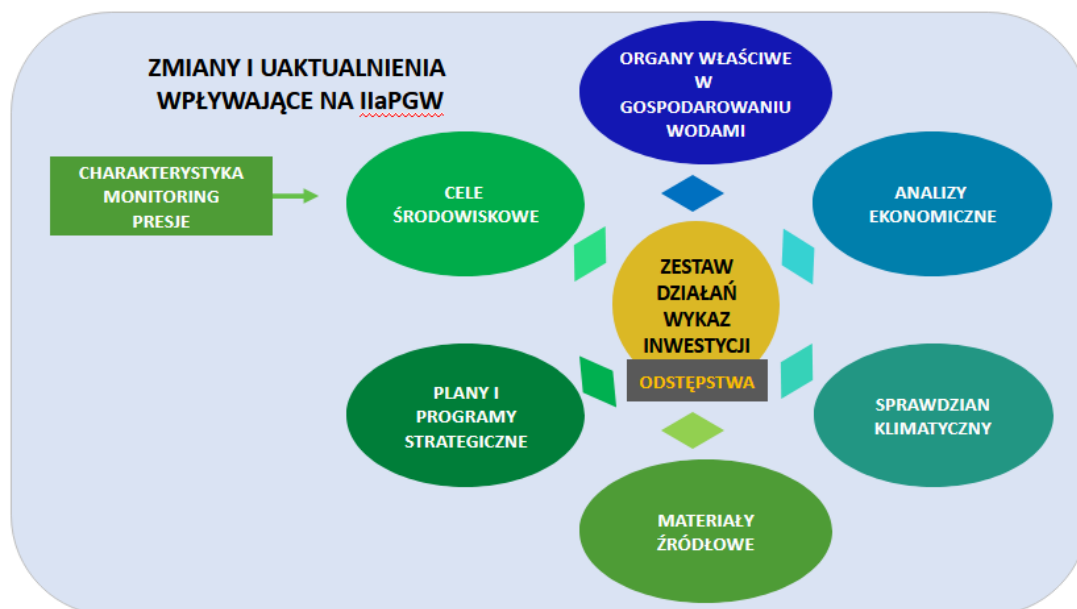 ZMIANY I UAKTUALNIENIA
WPŁYWAJĄCE NA IIaPGW
ORGANY WŁAŚCIWE
W
GOSPODAROWANIU
WODAMI
CHARAKTERYSTYKA
MONITORING
PRESJE
CELE
ŚRODOWISKOWE
ANALIZY
EKONOMICZNE
ZESTAW
DZIAŁAŃ
WYKAZ
INWESTYCJI
ODSTĘPSTWA
PLANY I
PROGRAMY
STRATEGICZNE
SPRAWDZIAN
KLIMATYCZNY
MATERIAŁY
ŹRÓDŁOWE